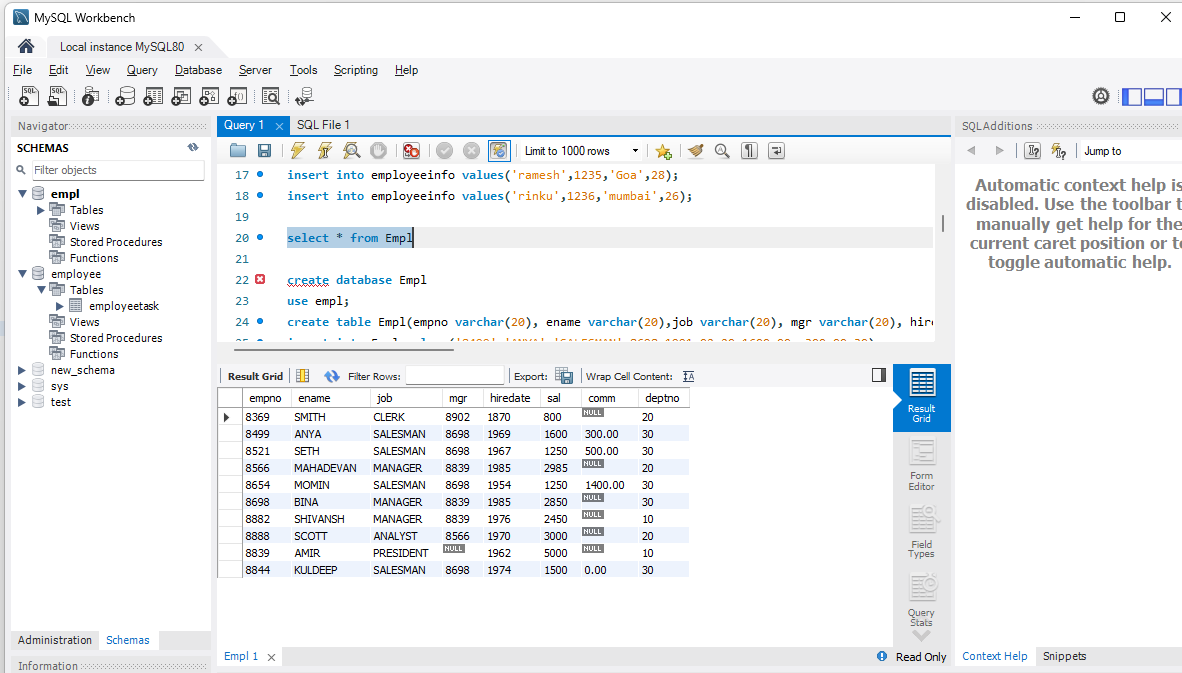 MySQL Workbench
Local instance MySQL80
File Edit View Query Database Server Tools Scripting Help
Navigator
SCHEMAS
Filter objects
empl
Tables
Views
Stored Procedures
Functions
employee
Tables
employeetask
Views
Stored Procedures
Functions
new_schema
sys
test
Administration Schemas
Information
Query 1 SQL File 1
Limit to 1000 rows
17 insert into employeeinfo values('ramesh',1235,'Goa',28);
18 insert into employeeinfo values('rinku',1236,'mumbai',26);
19
20 select * from Empl
21
22 create database Empl
23 use empl;
24 create table Empl(empno varchar(20), ename varchar(20),job varchar(20), mgr varchar(20), hire
Result Grid Filter Rows: Export: Wrap Cell Content:
empno ename job mgr hiredate sal comm deptno
8369 SMITH CLERK 8902 1870 800 NULL 20
8499 ANYA SALESMAN 8698 1969 1600 300.00 30
8521 SETH SALESMAN 8698 1967 1250 500.00 30
8566 MAHADEVAN MANAGER 8839 1985 2985 NULL 20
8654 MOMIN SALESMAN 8698 1954 1250 1400.00 30
8698 BINA MANAGER 8839 1985 2850 NULL 30
8882 SHIVANSH MANAGER 8839 1976 2450 NULL 10
8888 SCOTT ANALYST 8566 1970 3000 NULL 20
8839 AMIR PRESIDENT NULL 1962 5000 NULL 10
8844 KULDEEP SALESMAN 8698 1974 1500 0.00 30
Result
Grid
Form
Editor
Field
Types
Query
Stats
Empl 1
Read Only
SQLAdditions
Jump to
Automatic context help is
disabled. Use the toolbar t
manually get help for the
current caret position or to
toggle automatic help.
Context Help Snippets